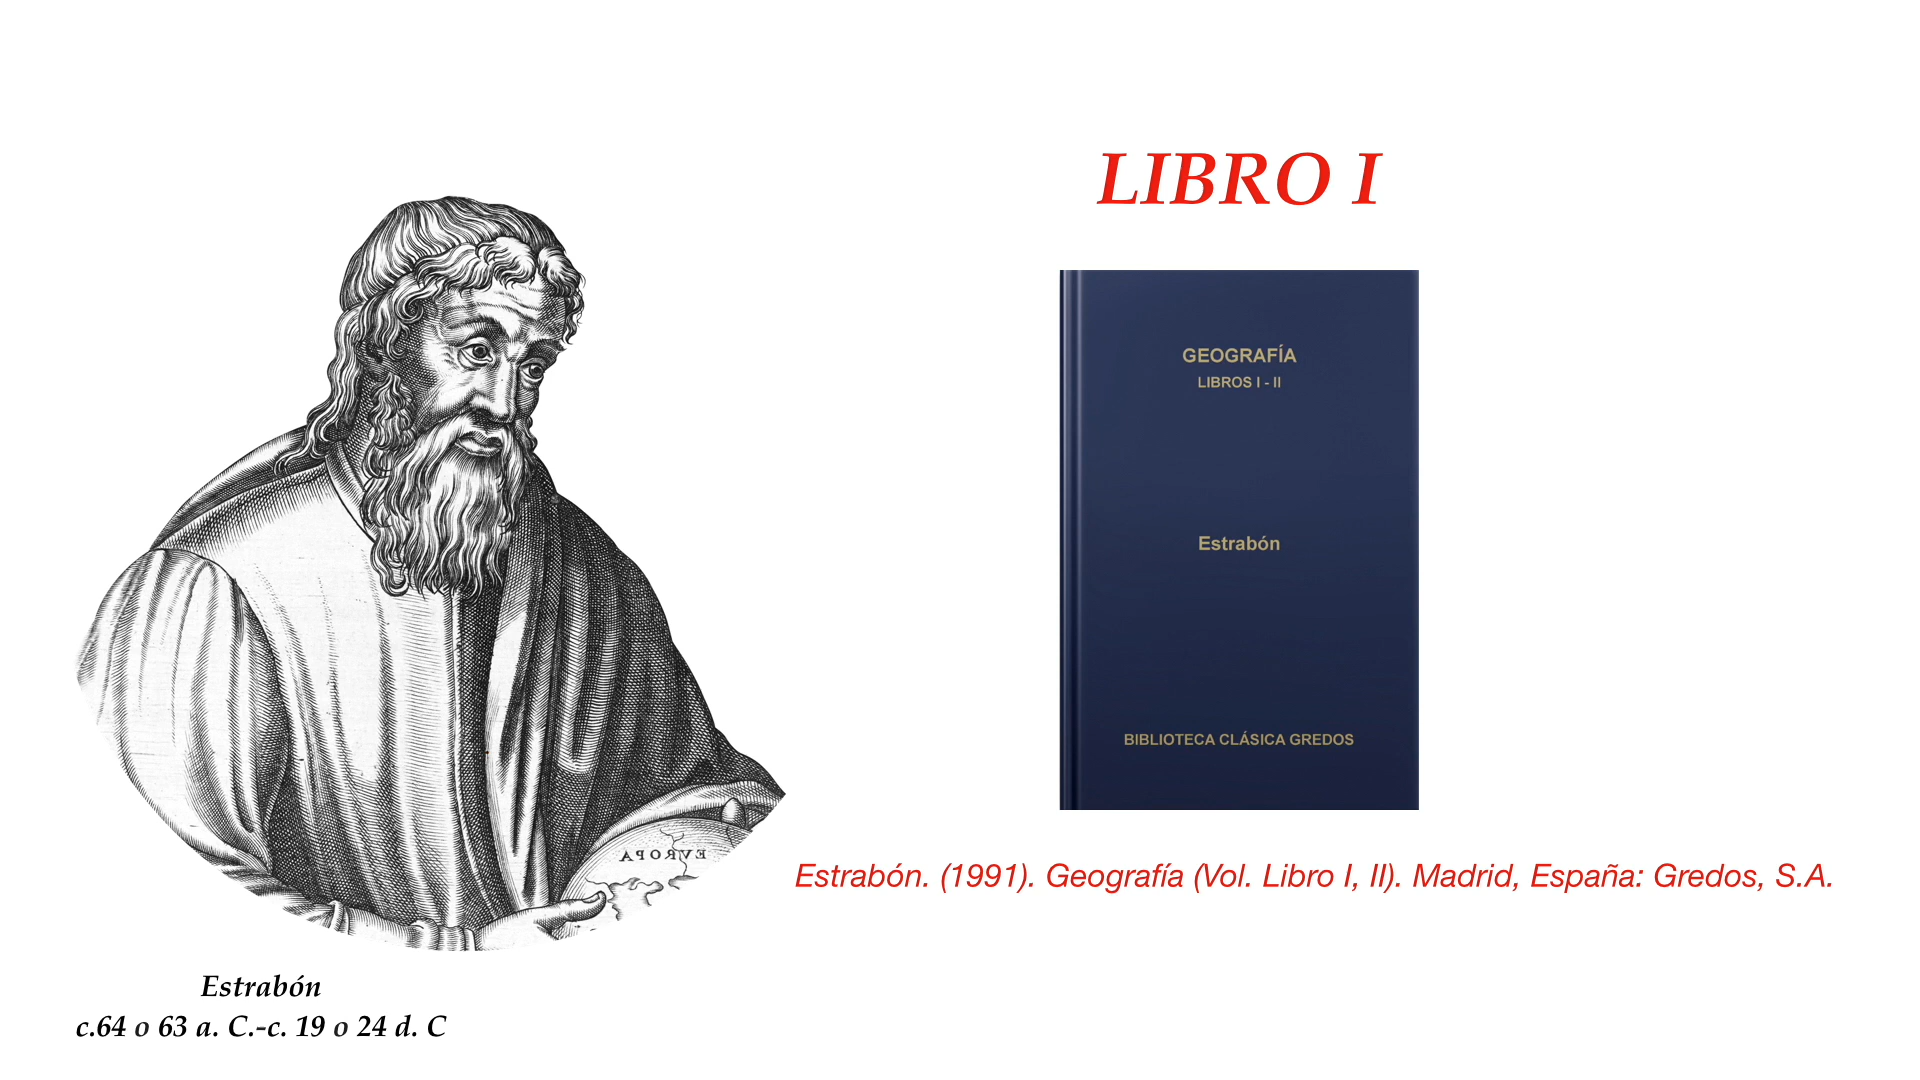 LIBRO I
GEOGRAFÍA
LIBROS I - II
Estrabón
BIBLIOTECA CLÁSICA GREDOS
EVROPA
Estrabón. (1991). Geografía (Vol. Libro I, II). Madrid, España: Gredos, S.A.
Estrabón
c.64 o 63 a. C.-c. 19 o 24 d. C